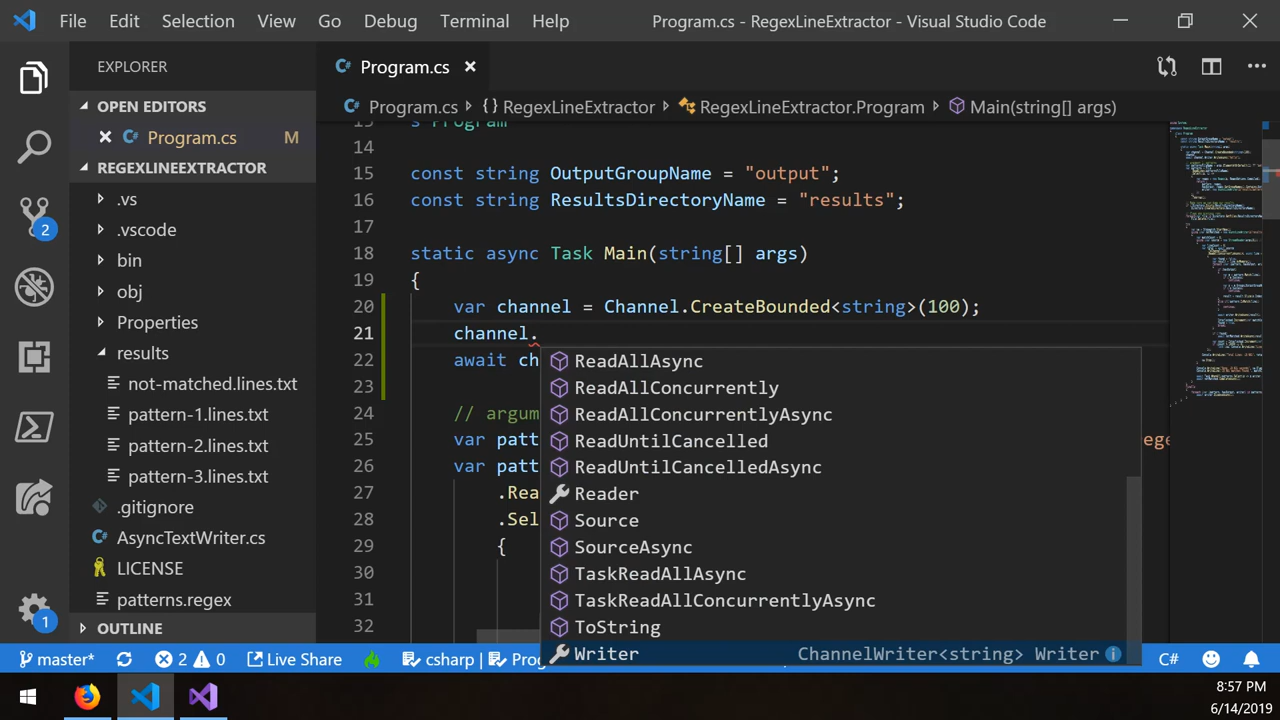 File Edit Selection View Go Debug Terminal Help Program.cs - RegexLineExtractor - Visual Studio Code
EXPLORER
Program.cs
OPEN EDITORS
Program.cs M
REGEXLINEEXTRACTOR
.vs
.vscode
bin
obj
Properties
results
not-matched.lines.txt
pattern-1.lines.txt
pattern-2.lines.txt
pattern-3.lines.txt
.gitignore
AsyncTextWriter.cs
LICENSE
patterns.regex
OUTLINE
2
1
Program.cs { } RegexLineExtractor RegexLineExtractor.Program Main(string[] args)
s Program
14
15 const string OutputGroupName = "output";
16 const string ResultsDirectoryName = "results";
17
18 static async Task Main(string[] args)
19 {
20 var channel = Channel.CreateBounded<string>(100);
21 channel.
22 await ch
23
24 // argum
25 var patt ege
26 var patt
27 .Rea
28 .Sel
29 {
30
31
32
ReadAllAsync
ReadAllConcurrently
ReadAllConcurrentlyAsync
ReadUntilCancelled
ReadUntilCancelledAsync
Reader
Source
SourceAsync
TaskReadAllAsync
TaskReadAllConcurrentlyAsync
ToString
Writer ChannelWriter<string> Writer
master* 2 0 Live Share csharp | Prog C#
8:57 PM
6/14/2019